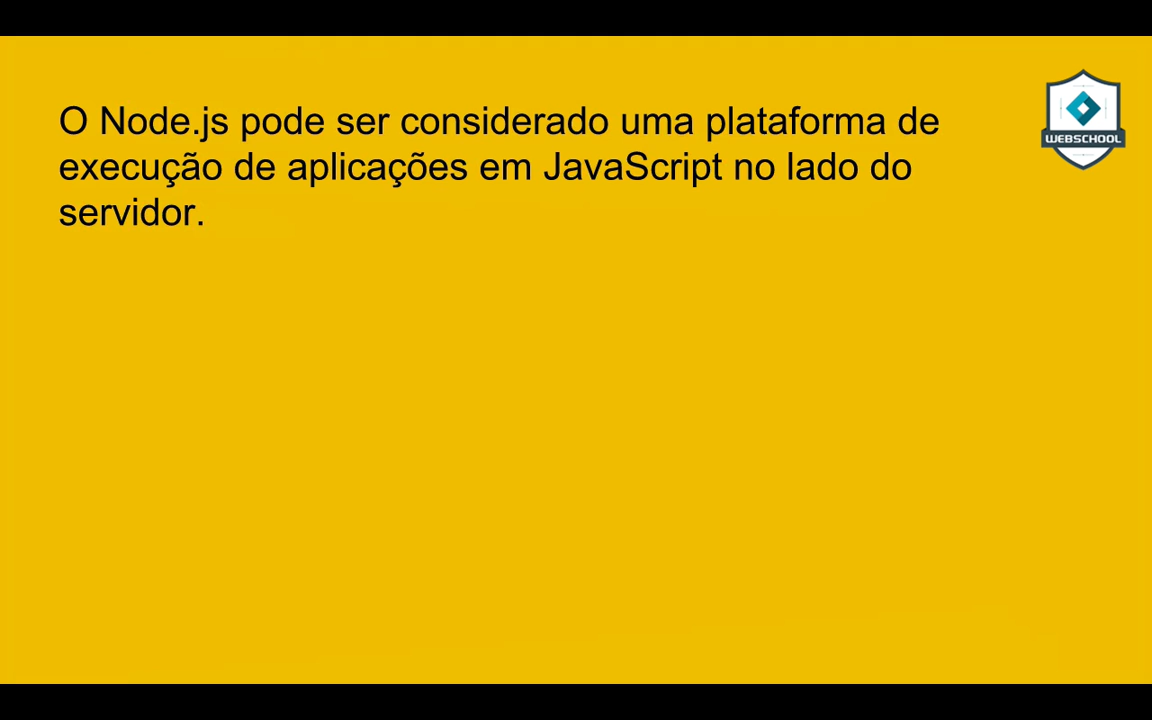 O Node.js pode ser considerado uma plataforma de
execução de aplicações em JavaScript no lado do
servidor.
WEBSCHOOL